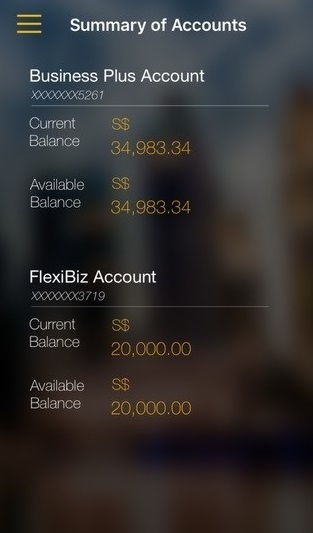 Summary of Accounts
Business Plus Account
XXXXXXX5261
Current Balance S$ 34,983.34
Available Balance S$ 34,983.34
FlexiBiz Account
XXXXXXX3719
Current Balance S$ 20,000.00
Available Balance S$ 20,000.00